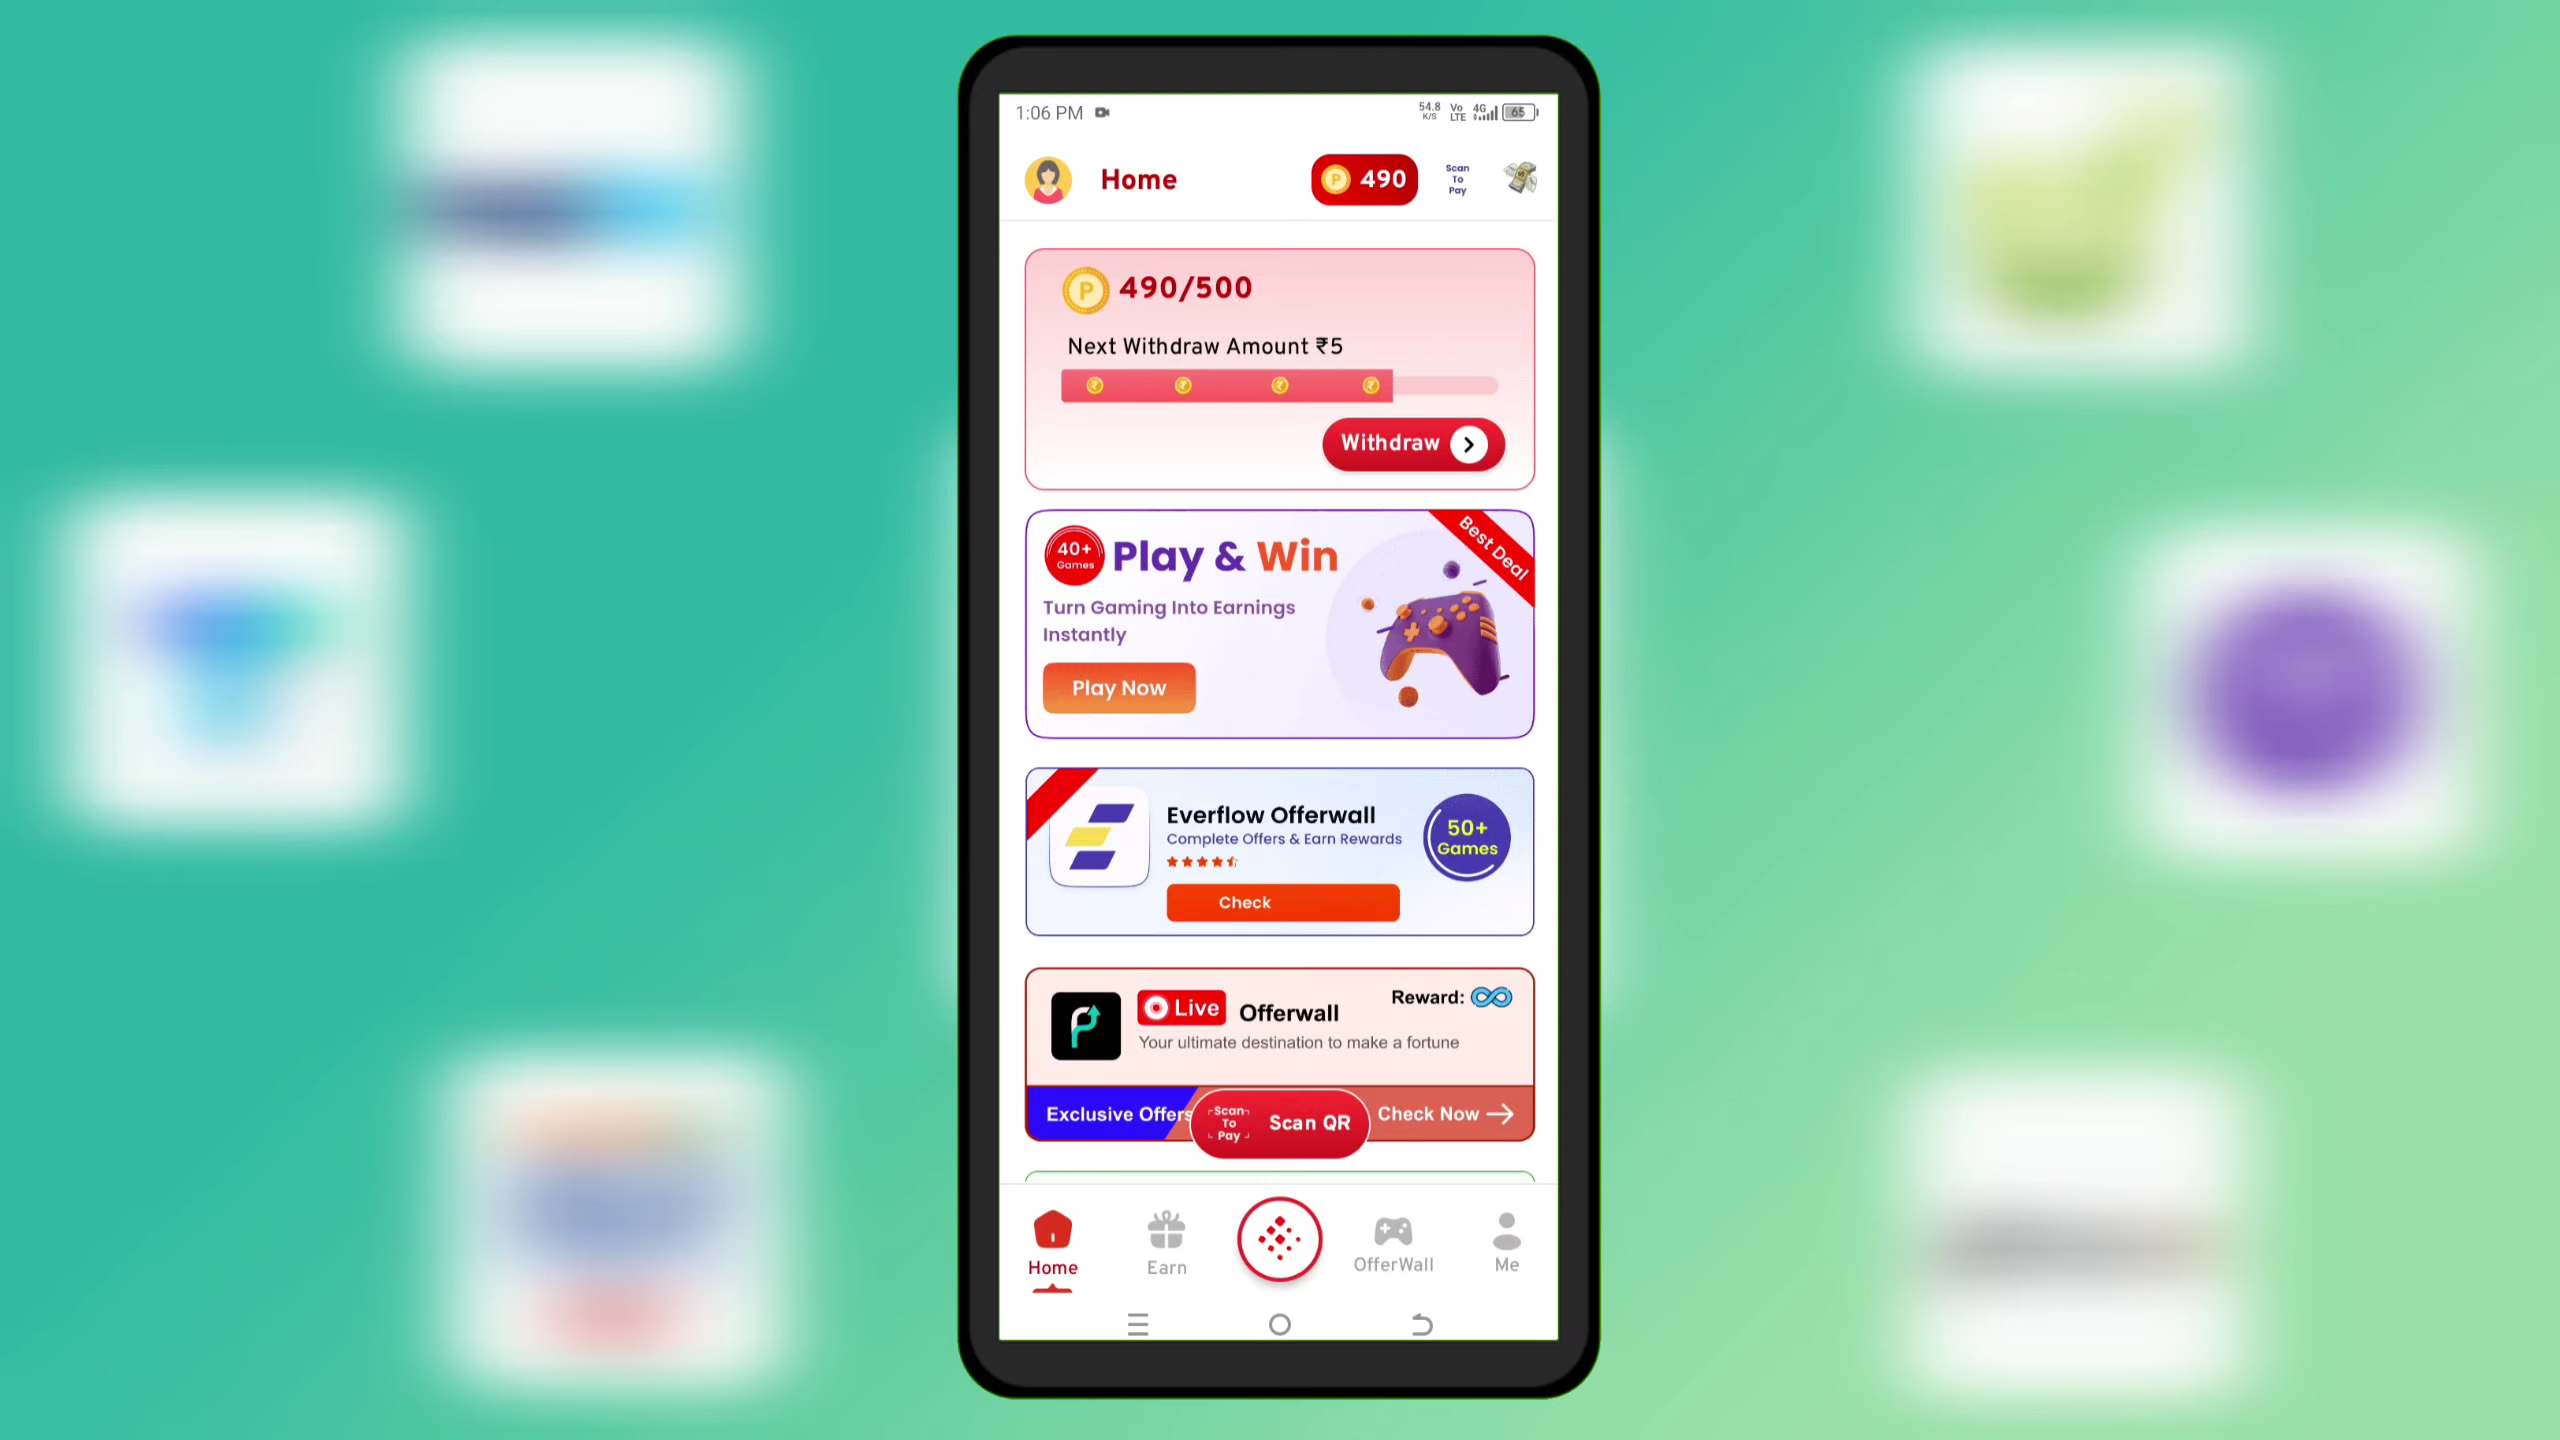 1:06 PM
54.8
K/S
Vo
LTE
4G
65
Home
P
490
Scan
To
Pay
P
490/500
Next Withdraw Amount ₹5
₹ ₹ ₹ ₹
Withdraw
Best Deal
40+
Games
Play & Win
Turn Gaming Into Earnings
Instantly
Play Now
Everflow Offerwall
Complete Offers & Earn Rewards
Check
50+
Games
Live
Offerwall
Reward:
Your ultimate destination to make a fortune
Exclusive Offers
Scan
To
Pay
Scan QR
Check Now
Home
Earn
OfferWall
Me